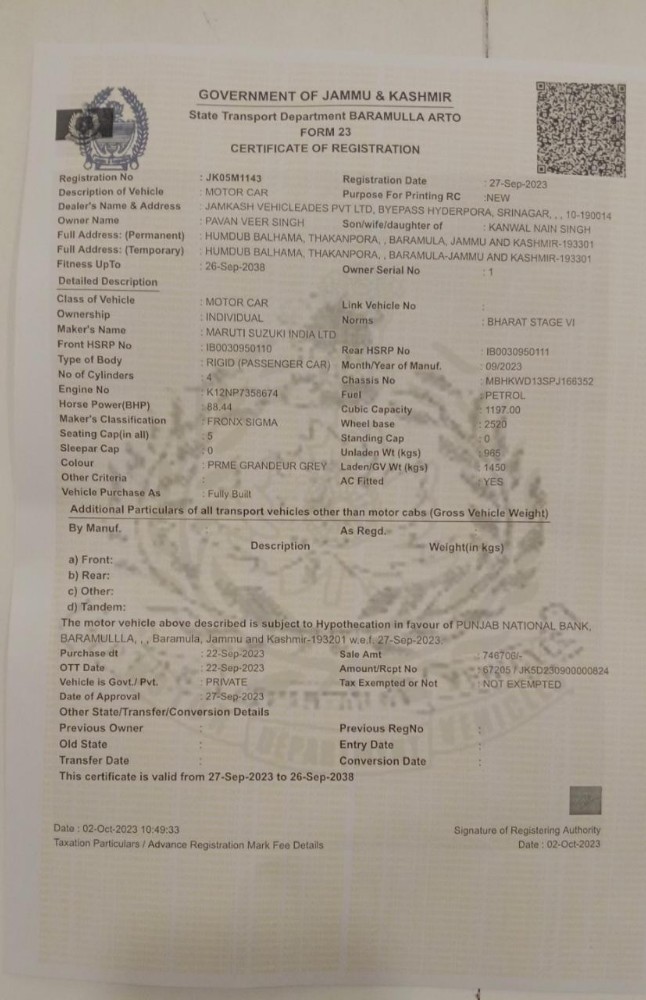 GOVERNMENT OF JAMMU & KASHMIR
State Transport Department BARAMULLA ARTO
FORM 23
CERTIFICATE OF REGISTRATION
Registration No : JK05M1143 Registration Date : 27-Sep-2023
Description of Vehicle : MOTOR CAR Purpose For Printing RC :NEW
Dealer's Name & Address : JAMKASH VEHICLEADES PVT LTD, BYEPASS HYDERPORA, SRINAGAR, , , 10-190014
Owner Name : PAVAN VEER SINGH Son/wife/daughter of : KANWAL NAIN SINGH
Full Address: (Permanent) : HUMDUB BALHAMA, THAKANPORA, , BARAMULA, JAMMU AND KASHMIR-193301
Full Address: (Temporary) : HUMDUB BALHAMA, THAKANPORA, , BARAMULA-JAMMU AND KASHMIR-193301
Fitness UpTo : 26-Sep-2038 Owner Serial No : 1
Detailed Description
Class of Vehicle : MOTOR CAR Link Vehicle No :
Ownership : INDIVIDUAL Norms : BHARAT STAGE VI
Maker's Name : MARUTI SUZUKI INDIA LTD
Front HSRP No : IB0030950110 Rear HSRP No : IB0030950111
Type of Body : RIGID (PASSENGER CAR) Month/Year of Manuf. : 09/2023
No of Cylinders : 4 Chassis No : MBHKWD13SPJ166352
Engine No : K12NP7358674 Fuel : PETROL
Horse Power(BHP) : 88.44 Cubic Capacity : 1197.00
Maker's Classification : FRONX SIGMA Wheel base : 2520
Seating Cap(in all) : 5 Standing Cap : 0
Sleepar Cap : 0 Unladen Wt (kgs) : 965
Colour : PRME GRANDEUR GREY Laden/GV Wt (kgs) : 1450
Other Criteria : AC Fitted : YES
Vehicle Purchase As : Fully Built
Additional Particulars of all transport vehicles other than motor cabs (Gross Vehicle Weight)
By Manuf. : As Regd.
Description Weight(in kgs)
a) Front:
b) Rear:
c) Other:
d) Tandem:
The motor vehicle above described is subject to Hypothecation in favour of PUNJAB NATIONAL BANK,
BARAMULLLA, , , Baramula, Jammu and Kashmir-193201 w.e.f. 27-Sep-2023.
Purchase dt : 22-Sep-2023 Sale Amt : 746706/-
OTT Date : 22-Sep-2023 Amount/Rcpt No : 67205 / JK5D230900000824
Vehicle is Govt./ Pvt. : PRIVATE Tax Exempted or Not : NOT EXEMPTED
Date of Approval : 27-Sep-2023
Other State/Transfer/Conversion Details
Previous Owner : Previous RegNo :
Old State : Entry Date :
Transfer Date : Conversion Date :
This certificate is valid from 27-Sep-2023 to 26-Sep-2038
Date : 02-Oct-2023 10:49:33 Signature of Registering Authority
Taxation Particulars / Advance Registration Mark Fee Details Date : 02-Oct-2023